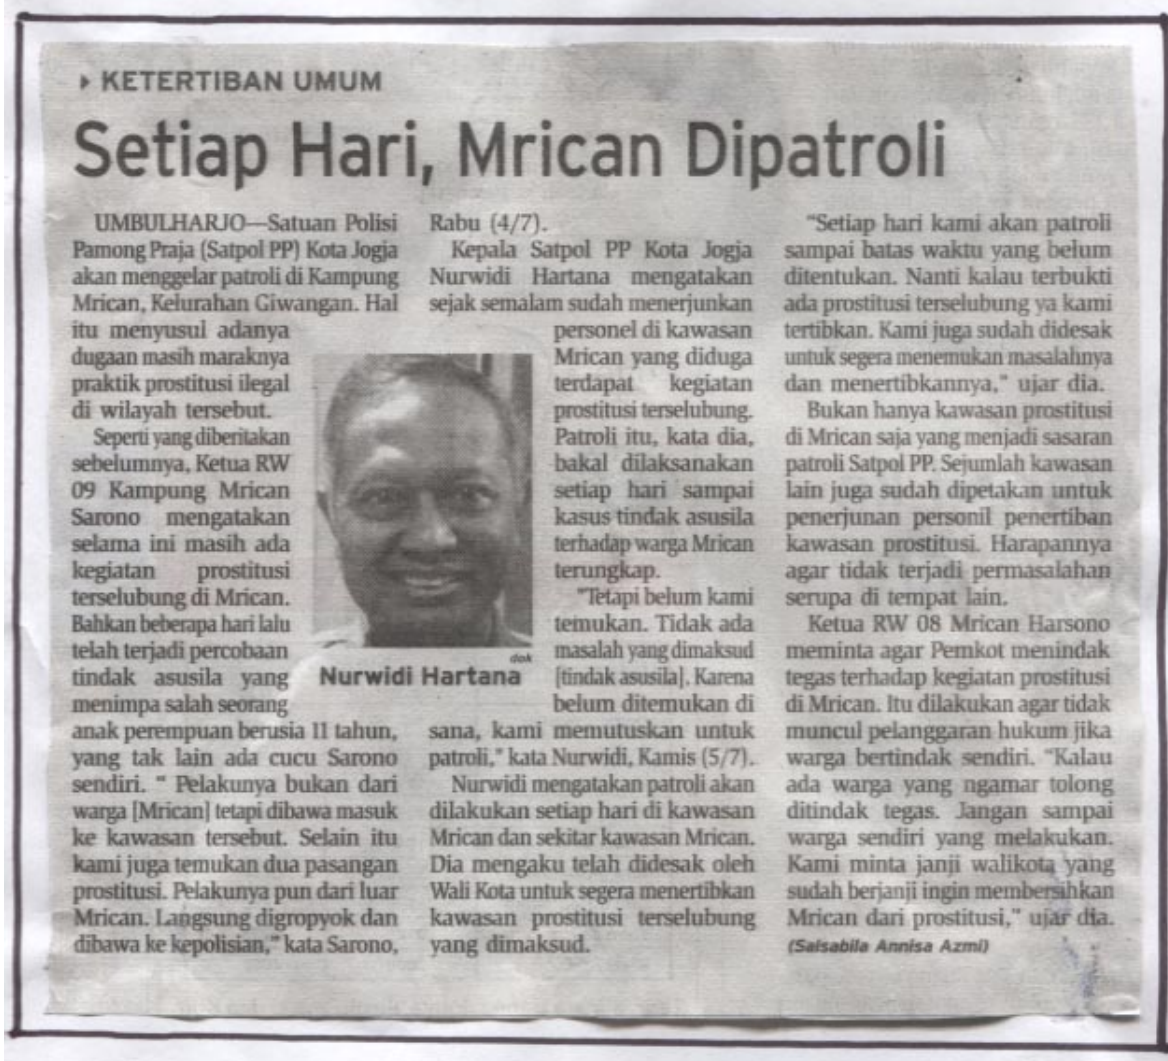 KETERTIBAN UMUM
Setiap Hari, Mrican Dipatroli
UMBULHARJO—Satuan Polisi
Pamong Praja (Satpol PP) Kota Jogja
akan menggelar patroli di Kampung
Mrican, Kelurahan Giwangan. Hal
itu menyusul adanya
dugaan masih maraknya
praktik prostitusi ilegal
di wilayah tersebut.
Seperti yang diberitakan
sebelumnya, Ketua RW
09 Kampung Mrican
Sarono mengatakan
selama ini masih ada
kegiatan prostitusi
terselubung di Mrican.
Bahkan beberapa hari lalu
telah terjadi percobaan
tindak asusila yang
menimpa salah seorang
anak perempuan berusia 11 tahun,
yang tak lain ada cucu Sarono
sendiri. “ Pelakunya bukan dari
warga [Mrican] tetapi dibawa masuk
ke kawasan tersebut. Selain itu
kami juga temukan dua pasangan
prostitusi. Pelakunya pun dari luar
Mrican. Langsung digropyok dan
dibawa ke kepolisian,” kata Sarono,
Rabu (4/7).
Kepala Satpol PP Kota Jogja
Nurwidi Hartana mengatakan
sejak semalam sudah menerjunkan
personel di kawasan
Mrican yang diduga
terdapat kegiatan
prostitusi terselubung.
Patroli itu, kata dia,
bakal dilaksanakan
setiap hari sampai
kasus tindak asusila
terhadap warga Mrican
terungkap.
"Tetapi belum kami
temukan. Tidak ada
masalah yang dimaksud
[tindak asusila]. Karena
belum ditemukan di
sana, kami memutuskan untuk
patroli," kata Nurwidi, Kamis (5/7).
Nurwidi mengatakan patroli akan
dilakukan setiap hari di kawasan
Mrican dan sekitar kawasan Mrican.
Dia mengaku telah didesak oleh
Wali Kota untuk segera menertibkan
kawasan prostitusi terselubung
yang dimaksud.
dok
Nurwidi Hartana
“Setiap hari kami akan patroli
sampai batas waktu yang belum
ditentukan. Nanti kalau terbukti
ada prostitusi terselubung ya kami
tertibkan. Kami juga sudah didesak
untuk segera menemukan masalahnya
dan menertibkannya," ujar dia.
Bukan hanya kawasan prostitusi
di Mrican saja yang menjadi sasaran
patroli Satpol PP. Sejumlah kawasan
lain juga sudah dipetakan untuk
penerjunan personil penertiban
kawasan prostitusi. Harapannya
agar tidak terjadi permasalahan
serupa di tempat lain.
Ketua RW 08 Mrican Harsono
meminta agar Pemkot menindak
tegas terhadap kegiatan prostitusi
di Mrican. Itu dilakukan agar tidak
muncul pelanggaran hukum jika
warga bertindak sendiri. “Kalau
ada warga yang ngamar tolong
ditindak tegas. Jangan sampai
warga sendiri yang melakukan.
Kami minta janji walikota yang
sudah berjanji ingin membersihkan
Mrican dari prostitusi,” ujar dia.
(Salsabila Annisa Azmi)